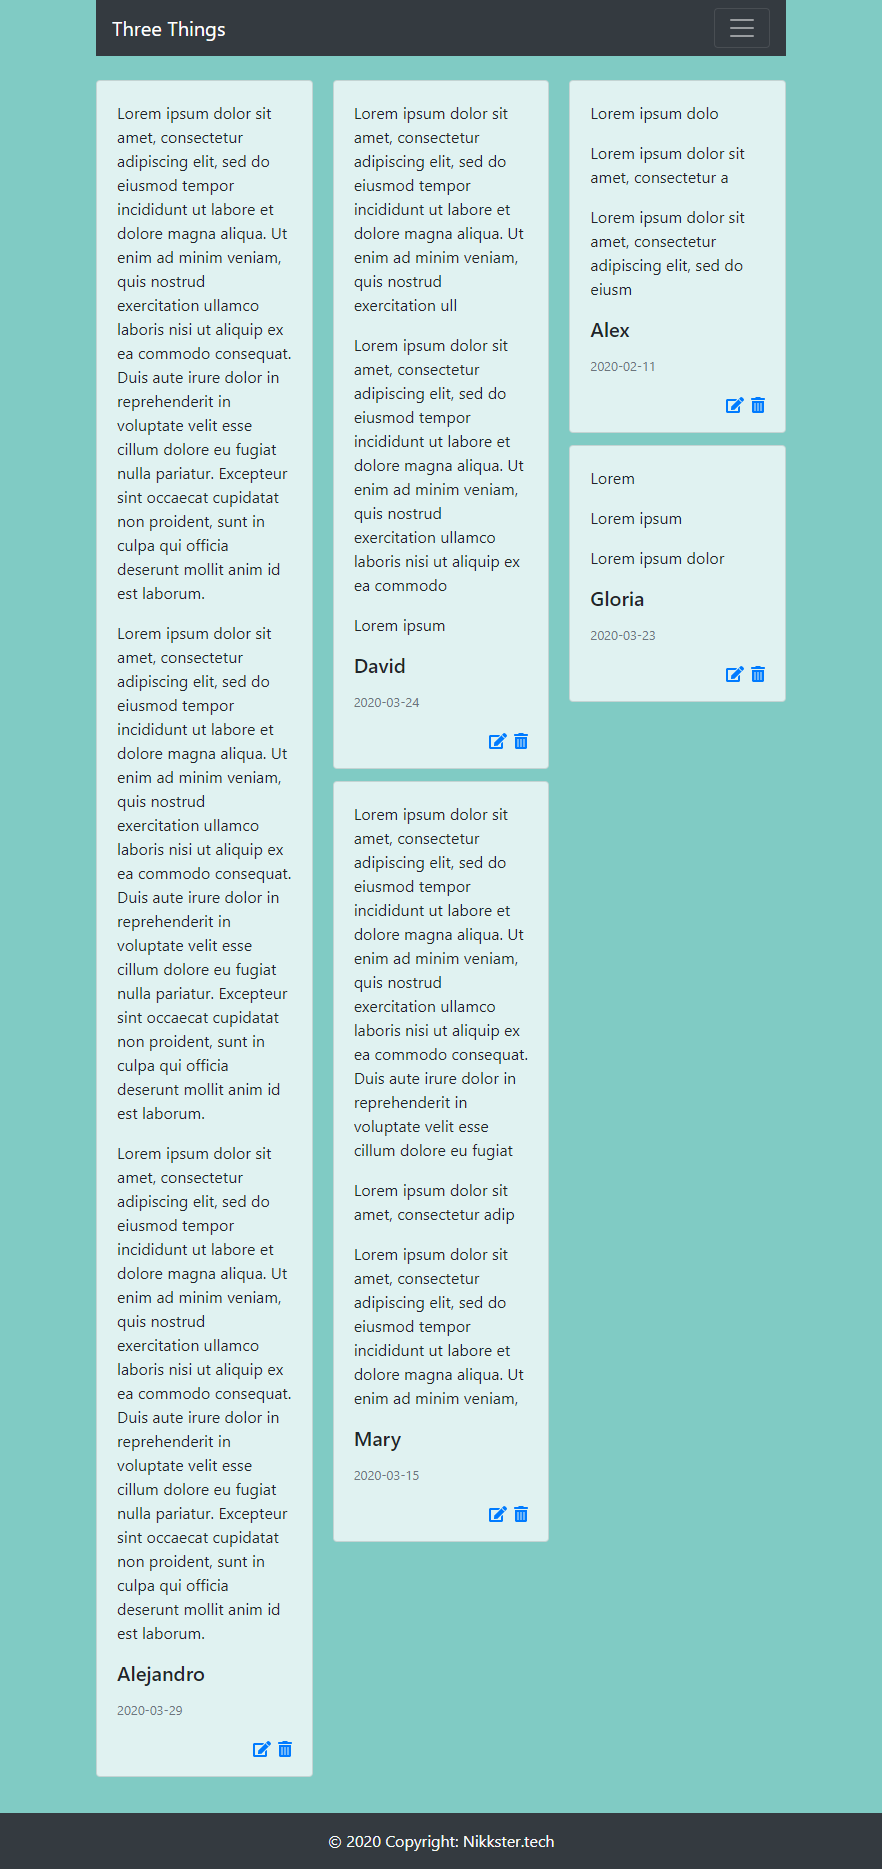 Three Things
Lorem ipsum dolor sit
amet, consectetur
adipiscing elit, sed do
eiusmod tempor
incididunt ut labore et
dolore magna aliqua. Ut
enim ad minim veniam,
quis nostrud
exercitation ullamco
laboris nisi ut aliquip ex
ea commodo consequat.
Duis aute irure dolor in
reprehenderit in
voluptate velit esse
cillum dolore eu fugiat
nulla pariatur. Excepteur
sint occaecat cupidatat
non proident, sunt in
culpa qui officia
deserunt mollit anim id
est laborum.
Lorem ipsum dolor sit
amet, consectetur
adipiscing elit, sed do
eiusmod tempor
incididunt ut labore et
dolore magna aliqua. Ut
enim ad minim veniam,
quis nostrud
exercitation ullamco
laboris nisi ut aliquip ex
ea commodo consequat.
Duis aute irure dolor in
reprehenderit in
voluptate velit esse
cillum dolore eu fugiat
nulla pariatur. Excepteur
sint occaecat cupidatat
non proident, sunt in
culpa qui officia
deserunt mollit anim id
est laborum.
Lorem ipsum dolor sit
amet, consectetur
adipiscing elit, sed do
eiusmod tempor
incididunt ut labore et
dolore magna aliqua. Ut
enim ad minim veniam,
quis nostrud
exercitation ullamco
laboris nisi ut aliquip ex
ea commodo consequat.
Duis aute irure dolor in
reprehenderit in
voluptate velit esse
cillum dolore eu fugiat
nulla pariatur. Excepteur
sint occaecat cupidatat
non proident, sunt in
culpa qui officia
deserunt mollit anim id
est laborum.
Alejandro
2020-03-29
Lorem ipsum dolor sit
amet, consectetur
adipiscing elit, sed do
eiusmod tempor
incididunt ut labore et
dolore magna aliqua. Ut
enim ad minim veniam,
quis nostrud
exercitation ull
Lorem ipsum dolor sit
amet, consectetur
adipiscing elit, sed do
eiusmod tempor
incididunt ut labore et
dolore magna aliqua. Ut
enim ad minim veniam,
quis nostrud
exercitation ullamco
laboris nisi ut aliquip ex
ea commodo
Lorem ipsum
David
2020-03-24
Lorem ipsum dolor sit
amet, consectetur
adipiscing elit, sed do
eiusmod tempor
incididunt ut labore et
dolore magna aliqua. Ut
enim ad minim veniam,
quis nostrud
exercitation ullamco
laboris nisi ut aliquip ex
ea commodo consequat.
Duis aute irure dolor in
reprehenderit in
voluptate velit esse
cillum dolore eu fugiat
Lorem ipsum dolor sit
amet, consectetur adip
Lorem ipsum dolor sit
amet, consectetur
adipiscing elit, sed do
eiusmod tempor
incididunt ut labore et
dolore magna aliqua. Ut
enim ad minim veniam,
Mary
2020-03-15
Lorem ipsum dolo
Lorem ipsum dolor sit
amet, consectetur a
Lorem ipsum dolor sit
amet, consectetur
adipiscing elit, sed do
eiusm
Alex
2020-02-11
Lorem
Lorem ipsum
Lorem ipsum dolor
Gloria
2020-03-23
© 2020 Copyright: Nikkster.tech